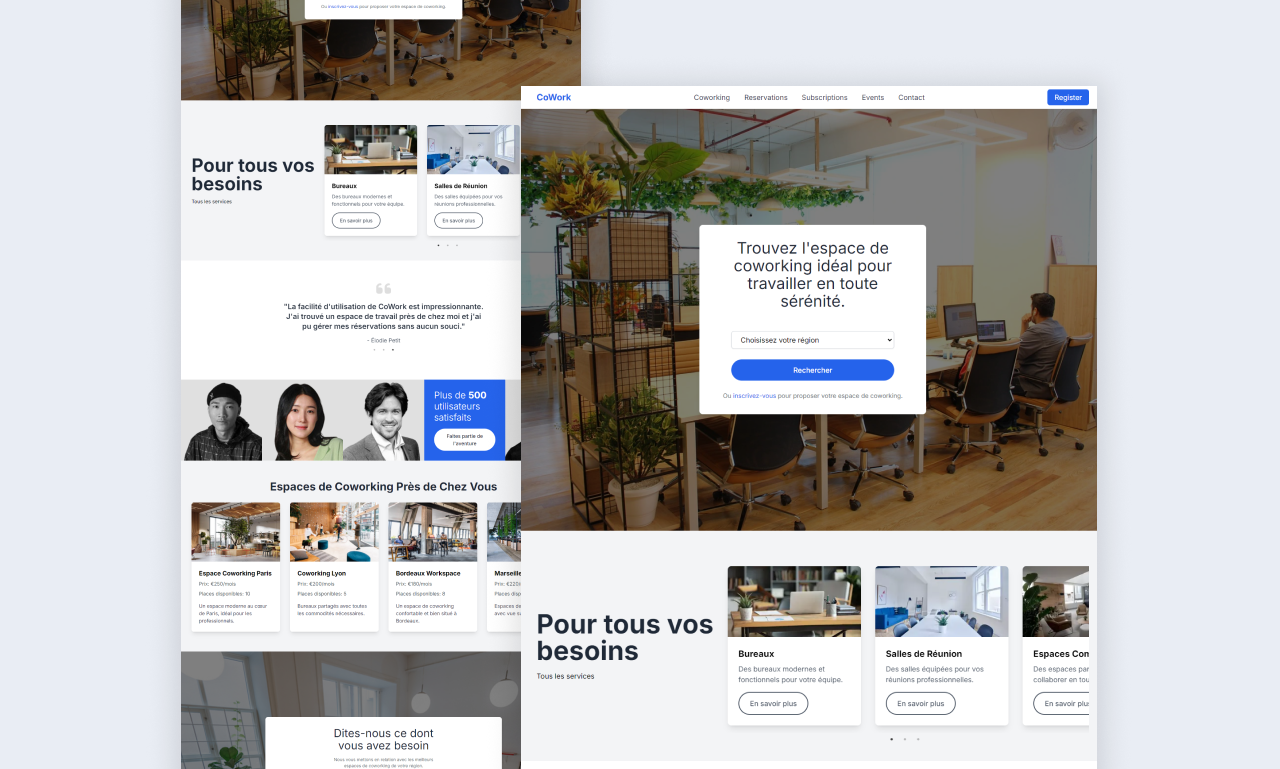 Ou inscrivez-vous pour proposer votre espace de coworking.
Pour tous vos
besoins
Tous les services
Bureaux
Des bureaux modernes et
fonctionnels pour votre équipe.
En savoir plus
Salles de Réunion
Des salles équipées pour vos
réunions professionnelles.
En savoir plus
"La facilité d'utilisation de CoWork est impressionnante.
J'ai trouvé un espace de travail près de chez moi et j'ai
pu gérer mes réservations sans aucun souci."
- Élodie Petit
Plus de 500
utilisateurs
satisfaits
Faites partie de
l'aventure
Espaces de Coworking Près de Chez Vous
Espace Coworking Paris
Prix: €250/mois
Places disponibles: 10
Un espace moderne au cœur
de Paris, idéal pour les
professionnels.
Coworking Lyon
Prix: €200/mois
Places disponibles: 5
Bureaux partagés avec toutes
les commodités nécessaires.
Bordeaux Workspace
Prix: €180/mois
Places disponibles: 8
Un espace de coworking
confortable et bien situé à
Bordeaux.
Marseille
Prix: €220/
Places disp
Espaces de
avec vue su
Dites-nous ce dont
vous avez besoin
Nous vous mettons en relation avec les meilleurs
espaces de coworking de votre région.
CoWork
Coworking
Reservations
Subscriptions
Events
Contact
Register
Trouvez l'espace de
coworking idéal pour
travailler en toute
sérénité.
Choisissez votre région
Rechercher
Ou inscrivez-vous pour proposer votre espace de coworking.
Pour tous vos
besoins
Tous les services
Bureaux
Des bureaux modernes et
fonctionnels pour votre équipe.
En savoir plus
Salles de Réunion
Des salles équipées pour vos
réunions professionnelles.
En savoir plus
Espaces Com
Des espaces par
collaborer en tou
En savoir plus